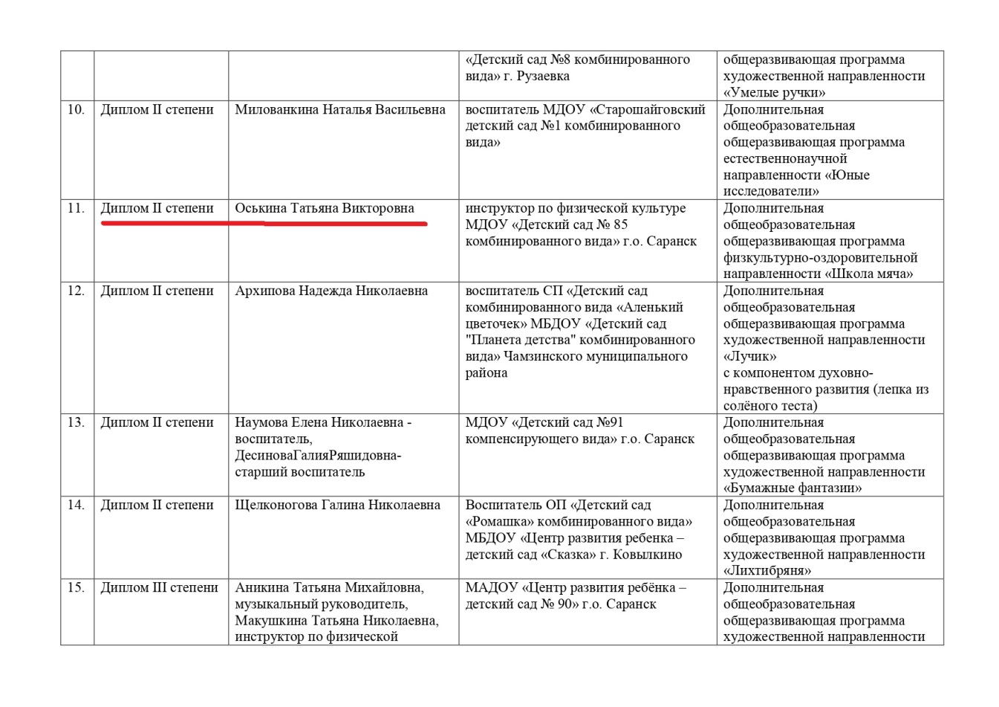 «Детский сад №8 комбинированного
вида» г. Рузаевка
общеразвивающая программа
художественной направленности
«Умелые ручки»
10.
Диплом II степени
Милованкина Наталья Васильевна
воспитатель МДОУ «Старошайговский
детский сад №1 комбинированного
вида»
Дополнительная
общеобразовательная
общеразвивающая программа
естественнонаучной
направленности «Юные
исследователи»
11.
Диплом II степени
Оськина Татьяна Викторовна
инструктор по физической культуре
МДОУ «Детский сад № 85
комбинированного вида» г.о. Саранск
Дополнительная
общеобразовательная
общеразвивающая программа
физкультурно-оздоровительной
направленности «Школа мяча»
12.
Диплом II степени
Архипова Надежда Николаевна
воспитатель СП «Детский сад
комбинированного вида «Аленький
цветочек» МБДОУ «Детский сад
"Планета детства" комбинированного
вида» Чамзинского муниципального
района
Дополнительная
общеобразовательная
общеразвивающая программа
художественной направленности
«Лучик»
с компонентом духовно-
нравственного развития (лепка из
солёного теста)
13.
Диплом II степени
Наумова Елена Николаевна -
воспитатель,
ДесиноваГалияРяшидовна-
старший воспитатель
МДОУ «Детский сад №91
компенсирующего вида» г.о. Саранск
Дополнительная
общеобразовательная
общеразвивающая программа
художественной направленности
«Бумажные фантазии»
14.
Диплом II степени
Щелконогова Галина Николаевна
Воспитатель ОП «Детский сад
«Ромашка» комбинированного вида»
МБДОУ «Центр развития ребенка –
детский сад «Сказка» г. Ковылкино
Дополнительная
общеобразовательная
общеразвивающая программа
художественной направленности
«Лихтибряня»
15.
Диплом III степени
Аникина Татьяна Михайловна,
музыкальный руководитель,
Макушкина Татьяна Николаевна,
инструктор по физической
МАДОУ «Центр развития ребёнка –
детский сад № 90» г.о. Саранск
Дополнительная
общеобразовательная
общеразвивающая программа
художественной направленности